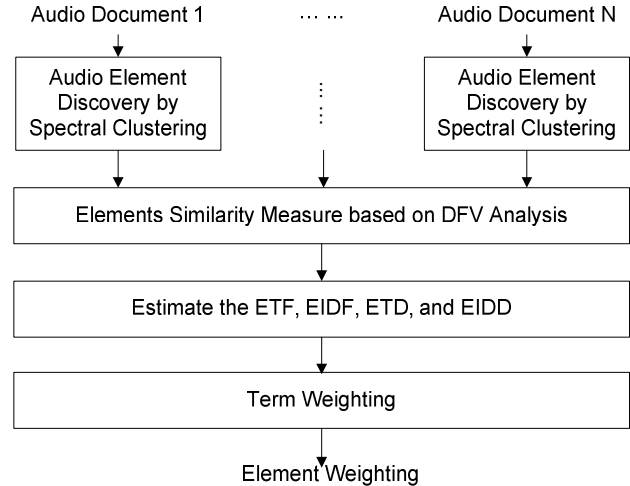 Audio Document 1 ... ... Audio Document N
Audio Element
Discovery by
Spectral Clustering
Audio Element
Discovery by
Spectral Clustering
Elements Similarity Measure based on DFV Analysis
Estimate the ETF, EIDF, ETD, and EIDD
Term Weighting
Element Weighting